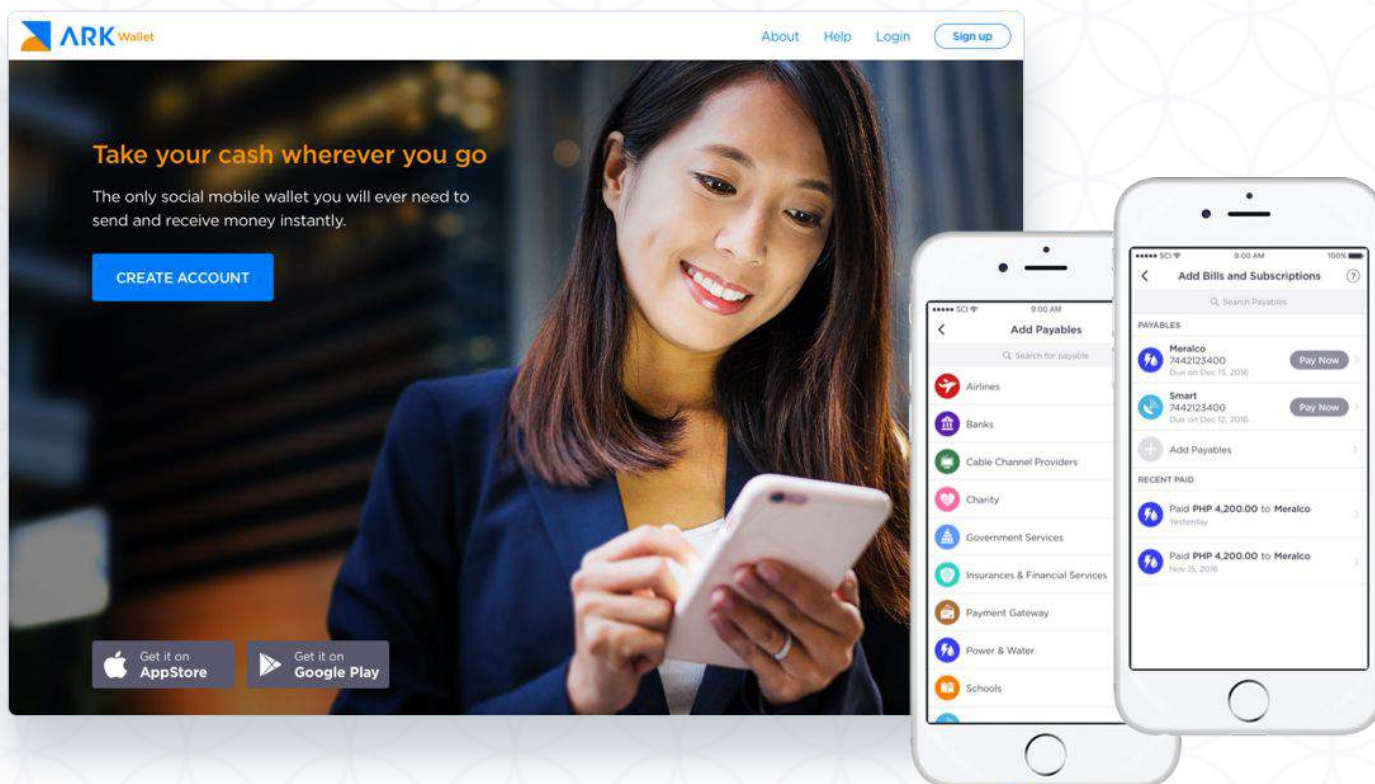 ARK Wallet
About Help Login Sign up
Take your cash wherever you go
The only social mobile wallet you will ever need to
send and receive money instantly.
CREATE ACCOUNT
Get it on
AppStore
Get it on
Google Play
SCI 9:00 AM
Add Payables
Search for payable
Airlines
Banks
Cable Channel Providers
Charity
Government Services
Insurances & Financial Services
Payment Gateway
Power & Water
Schools
SCI 9:00 AM 100%
Add Bills and Subscriptions ?
Search Payables
PAYABLES
Meralco
7442123400
Due on Dec 15, 2016
Pay Now
Smart
7442123400
Due on Dec 12, 2016
Pay Now
Add Payables
RECENT PAID
Paid PHP 4,200.00 to Meralco
Yesterday
Paid PHP 4,200.00 to Meralco
Nov 15, 2016